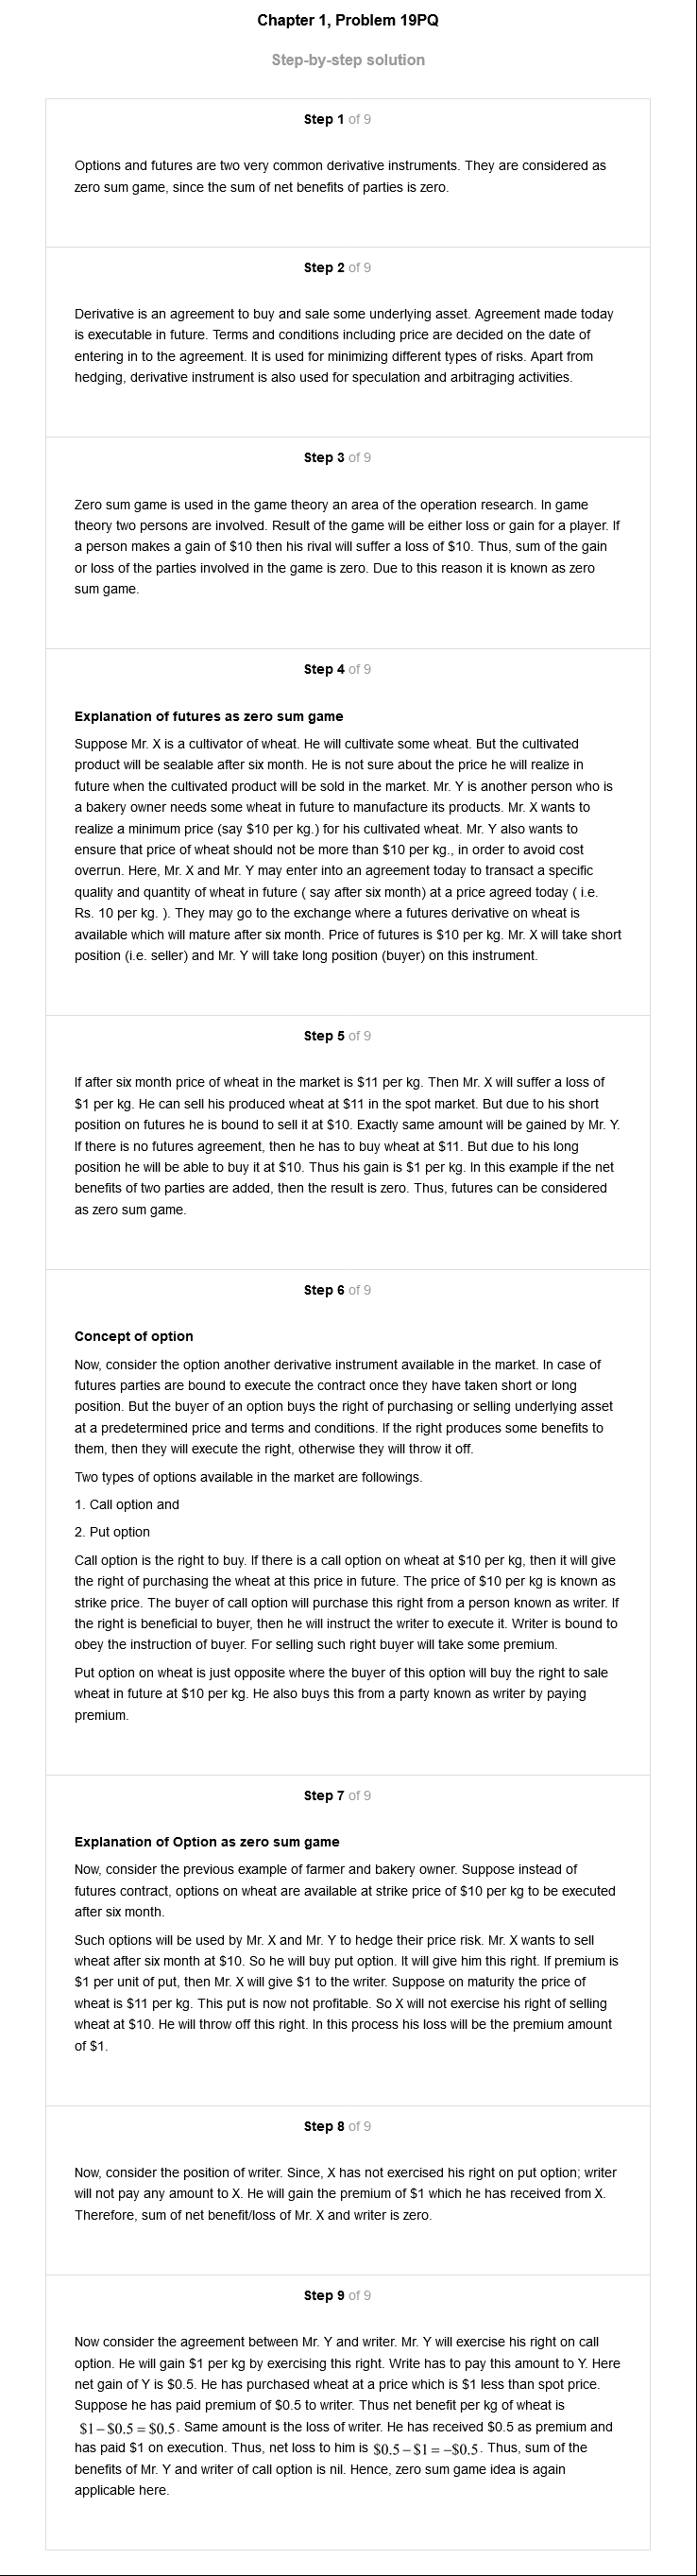 Chapter 1, Problem 19PQ
Step-by-step solution
Step 1 of 9
Options and futures are two very common derivative instruments. They are considered as
zero sum game, since the sum of net benefits of parties is zero.
Step 2 of 9
Derivative is an agreement to buy and sale some underlying asset. Agreement made today
is executable in future. Terms and conditions including price are decided on the date of
entering in to the agreement. It is used for minimizing different types of risks. Apart from
hedging, derivative instrument is also used for speculation and arbitraging activities.
Step 3 of 9
Zero sum game is used in the game theory an area of the operation research. In game
theory two persons are involved. Result of the game will be either loss or gain for a player. If
a person makes a gain of $10 then his rival will suffer a loss of $10. Thus, sum of the gain
or loss of the parties involved in the game is zero. Due to this reason it is known as zero
sum game.
Step 4 of 9
Explanation of futures as zero sum game
Suppose Mr. X is a cultivator of wheat. He will cultivate some wheat. But the cultivated
product will be sealable after six month. He is not sure about the price he will realize in
future when the cultivated product will be sold in the market. Mr. Y is another person who is
a bakery owner needs some wheat in future to manufacture its products. Mr. X wants to
realize a minimum price (say $10 per kg.) for his cultivated wheat. Mr. Y also wants to
ensure that price of wheat should not be more than $10 per kg., in order to avoid cost
overrun. Here, Mr. X and Mr. Y may enter into an agreement today to transact a specific
quality and quantity of wheat in future ( say after six month) at a price agreed today ( i.e.
Rs. 10 per kg. ). They may go to the exchange where a futures derivative on wheat is
available which will mature after six month. Price of futures is $10 per kg. Mr. X will take short
position (i.e. seller) and Mr. Y will take long position (buyer) on this instrument.
Step 5 of 9
If after six month price of wheat in the market is $11 per kg. Then Mr. X will suffer a loss of
$1 per kg. He can sell his produced wheat at $11 in the spot market. But due to his short
position on futures he is bound to sell it at $10. Exactly same amount will be gained by Mr. Y.
If there is no futures agreement, then he has to buy wheat at $11. But due to his long
position he will be able to buy it at $10. Thus his gain is $1 per kg. In this example if the net
benefits of two parties are added, then the result is zero. Thus, futures can be considered
as zero sum game.
Step 6 of 9
Concept of option
Now, consider the option another derivative instrument available in the market. In case of
futures parties are bound to execute the contract once they have taken short or long
position. But the buyer of an option buys the right of purchasing or selling underlying asset
at a predetermined price and terms and conditions. If the right produces some benefits to
them, then they will execute the right, otherwise they will throw it off.
Two types of options available in the market are followings.
1. Call option and
2. Put option
Call option is the right to buy. If there is a call option on wheat at $10 per kg, then it will give
the right of purchasing the wheat at this price in future. The price of $10 per kg is known as
strike price. The buyer of call option will purchase this right from a person known as writer. If
the right is beneficial to buyer, then he will instruct the writer to execute it. Writer is bound to
obey the instruction of buyer. For selling such right buyer will take some premium.
Put option on wheat is just opposite where the buyer of this option will buy the right to sale
wheat in future at $10 per kg. He also buys this from a party known as writer by paying
premium.
Step 7 of 9
Explanation of Option as zero sum game
Now, consider the previous example of farmer and bakery owner. Suppose instead of
futures contract, options on wheat are available at strike price of $10 per kg to be executed
after six month.
Such options will be used by Mr. X and Mr. Y to hedge their price risk. Mr. X wants to sell
wheat after six month at $10. So he will buy put option. It will give him this right. If premium is
$1 per unit of put, then Mr. X will give $1 to the writer. Suppose on maturity the price of
wheat is $11 per kg. This put is now not profitable. So X will not exercise his right of selling
wheat at $10. He will throw off this right. In this process his loss will be the premium amount
of $1.
Step 8 of 9
Now, consider the position of writer. Since, X has not exercised his right on put option; writer
will not pay any amount to X. He will gain the premium of $1 which he has received from X.
Therefore, sum of net benefit/loss of Mr. X and writer is zero.
Step 9 of 9
Now consider the agreement between Mr. Y and writer. Mr. Y will exercise his right on call
option. He will gain $1 per kg by exercising this right. Write has to pay this amount to Y. Here
net gain of Y is $0.5. He has purchased wheat at a price which is $1 less than spot price.
Suppose he has paid premium of $0.5 to writer. Thus net benefit per kg of wheat is
$1 – $0.5 = $0.5. Same amount is the loss of writer. He has received $0.5 as premium and
has paid $1 on execution. Thus, net loss to him is $0.5 – $1 = –$0.5. Thus, sum of the
benefits of Mr. Y and writer of call option is nil. Hence, zero sum game idea is again
applicable here.